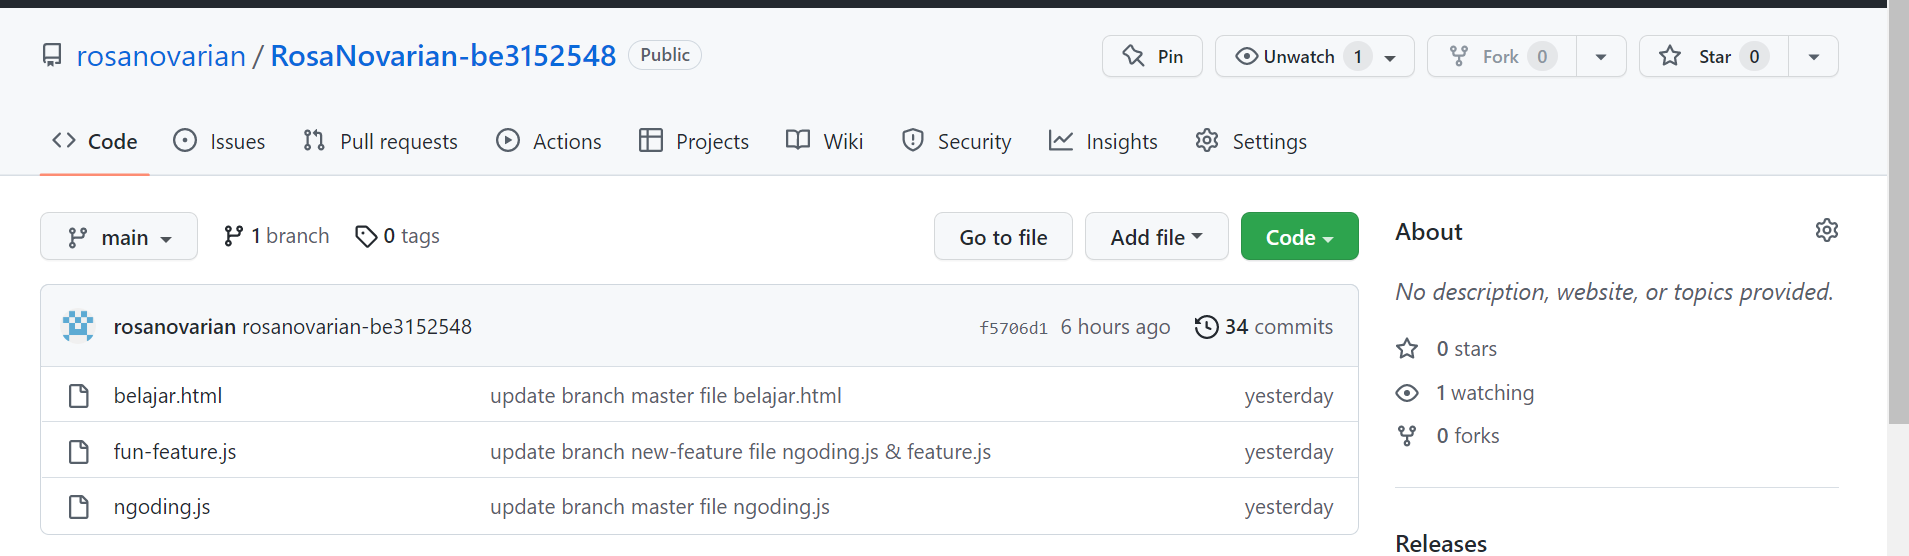 rosanovarian / RosaNovarian-be3152548 Public Pin Unwatch 1 Fork 0 Star 0
Code Issues Pull requests Actions Projects Wiki Security Insights Settings
main 1 branch 0 tags Go to file Add file Code
rosanovarian rosanovarian-be3152548 f5706d1 6 hours ago 34 commits
belajar.html update branch master file belajar.html yesterday
fun-feature.js update branch new-feature file ngoding.js & feature.js yesterday
ngoding.js update branch master file ngoding.js yesterday
About
No description, website, or topics provided.
0 stars
1 watching
0 forks
Releases